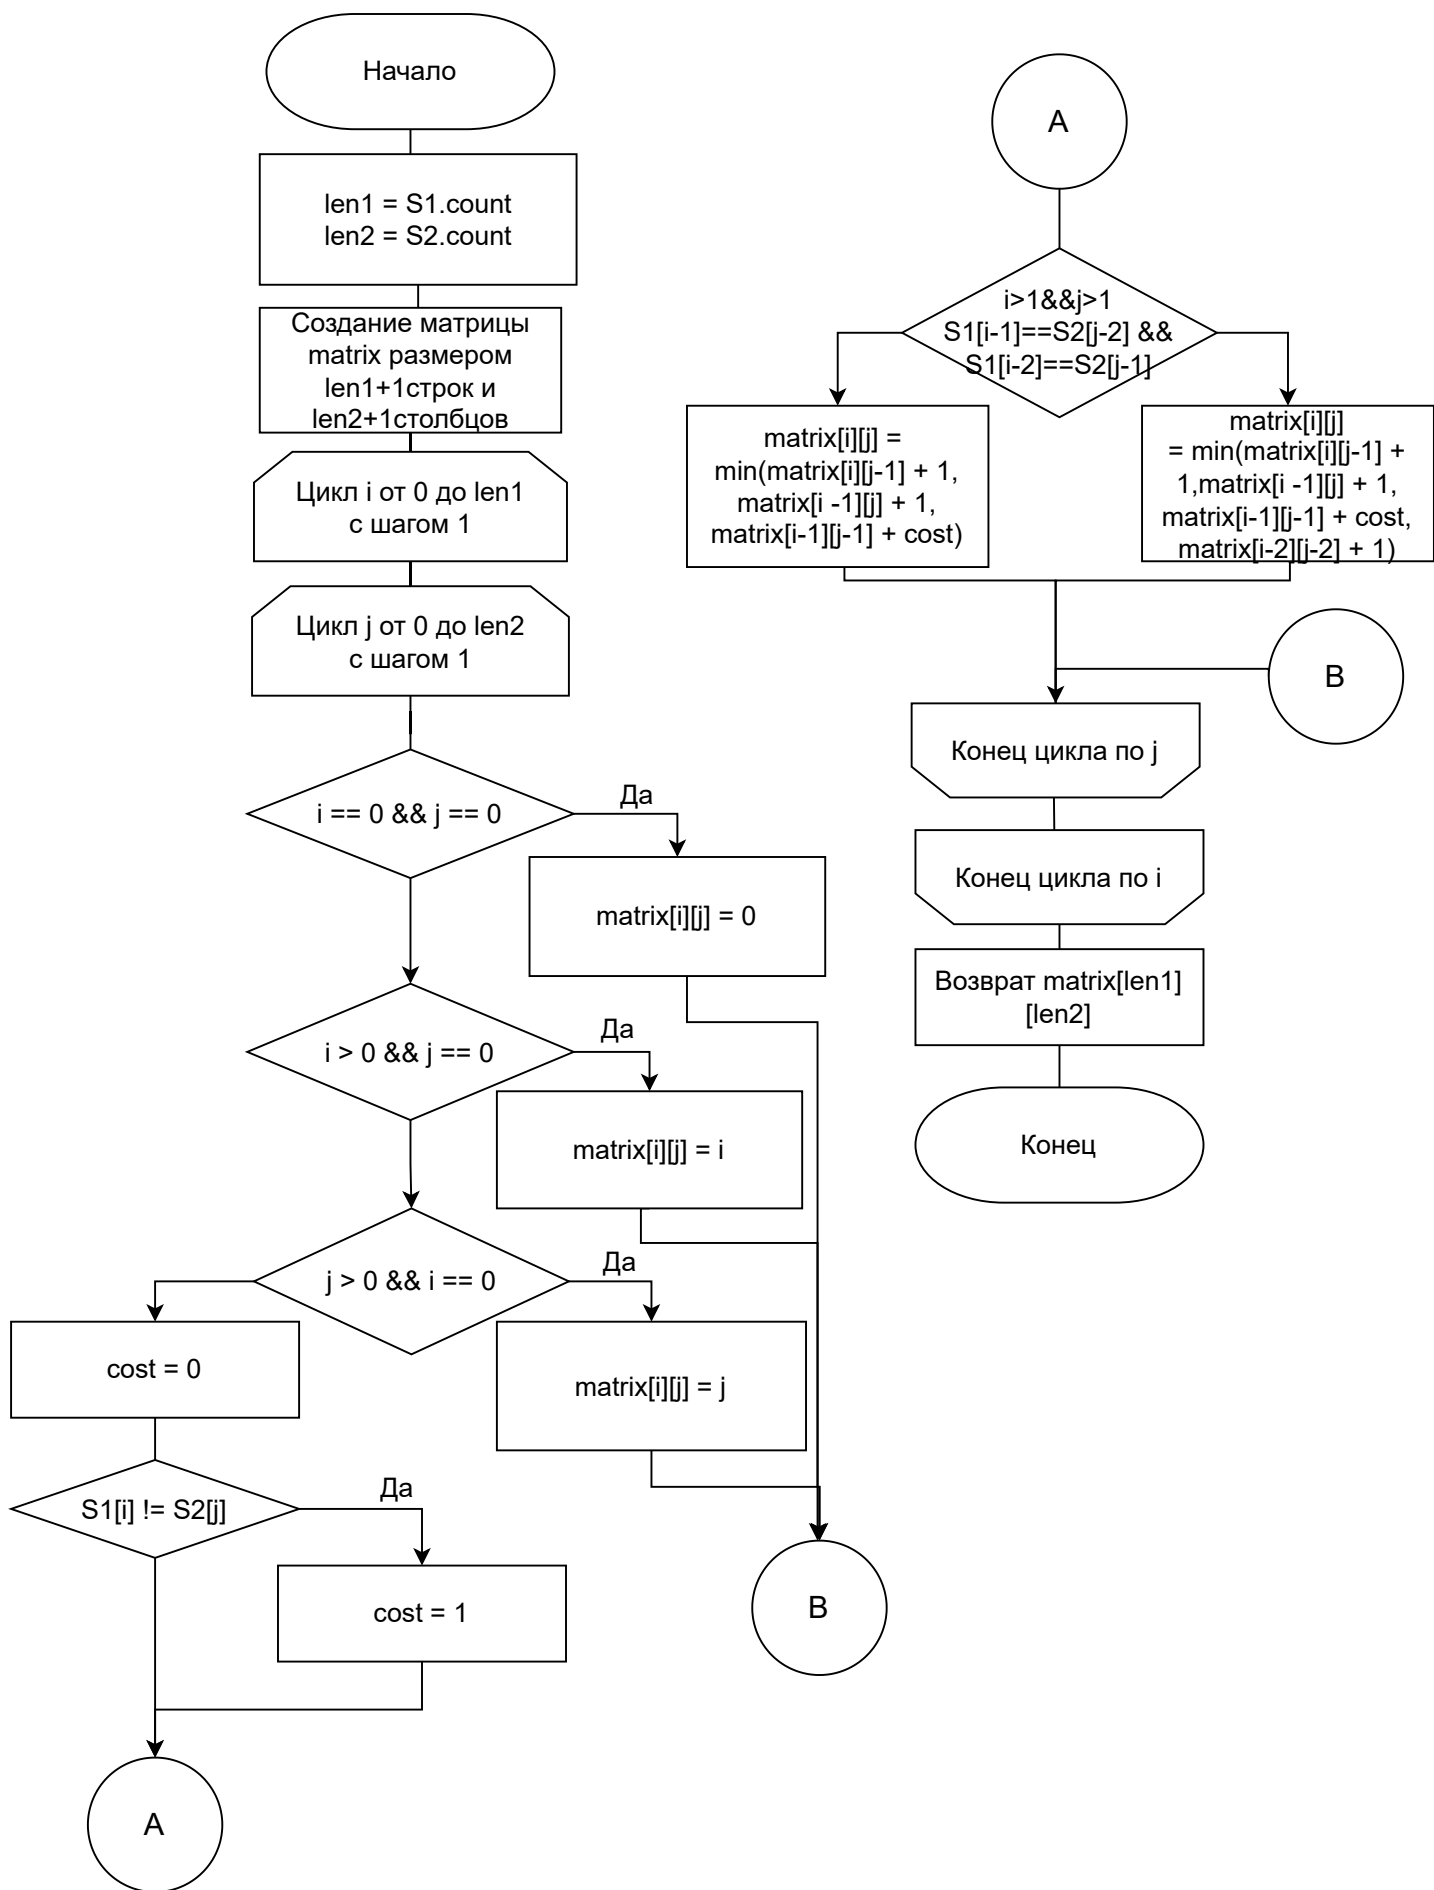 Начало
len1 = S1.count
len2 = S2.count
Создание матрицы
matrix размером
len1+1строк и
len2+1столбцов
Цикл i от 0 до len1
с шагом 1
Цикл j от 0 до len2
с шагом 1
i == 0 && j == 0
Да
matrix[i][j] = 0
i > 0 && j == 0
Да
matrix[i][j] = i
j > 0 && i == 0
Да
cost = 0
matrix[i][j] = j
S1[i] != S2[j]
Да
cost = 1
B
A
A
i>1&&j>1
S1[i-1]==S2[j-2] &&
S1[i-2]==S2[j-1]
matrix[i][j] =
min(matrix[i][j-1] + 1,
matrix[i -1][j] + 1,
matrix[i-1][j-1] + cost)
matrix[i][j]
= min(matrix[i][j-1] +
1,matrix[i -1][j] + 1,
matrix[i-1][j-1] + cost,
matrix[i-2][j-2] + 1)
B
Конец цикла по j
Конец цикла по i
Возврат matrix[len1]
[len2]
Конец